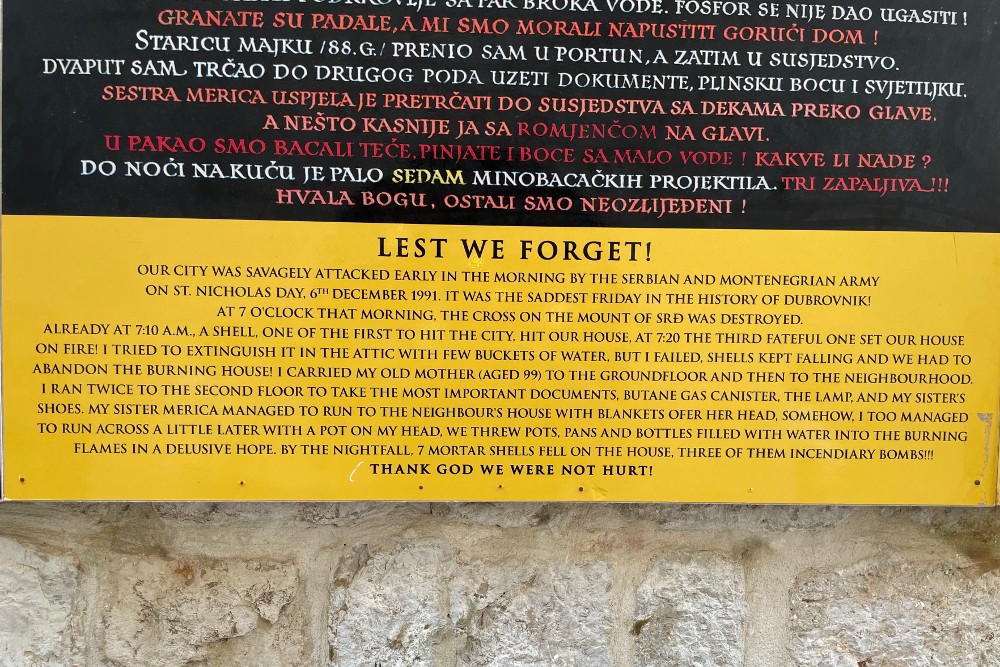 SA PAR BROKA VODE. FOSFOR SE NIJE DAO UGASITI!
GRANATE SU PADALE, A MI SMO MORALI NAPUSTITI GORUĆI DOM!
STARICU MAJKU /88.G./ PRENIO SAM U PORTUN, A ZATIM U SUSJEDSTVO.
DVAPUT SAM TRČAO DO DRUGOG PODA UZETI DOKUMENTE, PLINSKU BOCU I SVJETILJKU.
SESTRA MERICA USPJELA JE PRETRČATI DO SUSJEDSTVA SA DEKAMA PREKO GLAVE,
A NEŠTO KASNIJE JA SA ROMJENČOM NA GLAVI.
U PAKAO SMO BACALI TEĆE, PINJATE I BOCE SA MALO VODE! KAKVE LI NADE?
DO NOĆI NA KUĆU JE PALO SEDAM MINOBACAČKIH PROJEKTILA. TRI ZAPALJIVA!!!
HVALA BOGU, OSTALI SMO NEOZLIJEĐENI!
LEST WE FORGET!
OUR CITY WAS SAVAGELY ATTACKED EARLY IN THE MORNING BY THE SERBIAN AND MONTENEGRIAN ARMY
ON ST. NICHOLAS DAY, 6TH DECEMBER 1991. IT WAS THE SADDEST FRIDAY IN THE HISTORY OF DUBROVNIK!
AT 7 O'CLOCK THAT MORNING, THE CROSS ON THE MOUNT OF SRĐ WAS DESTROYED.
ALREADY AT 7:10 A.M., A SHELL, ONE OF THE FIRST TO HIT THE CITY, HIT OUR HOUSE, AT 7:20 THE THIRD FATEFUL ONE SET OUR HOUSE
ON FIRE! I TRIED TO EXTINGUISH IT IN THE ATTIC WITH FEW BUCKETS OF WATER, BUT I FAILED, SHELLS KEPT FALLING AND WE HAD TO
ABANDON THE BURNING HOUSE! I CARRIED MY OLD MOTHER (AGED 99) TO THE GROUNDFLOOR AND THEN TO THE NEIGHBOURHOOD.
I RAN TWICE TO THE SECOND FLOOR TO TAKE THE MOST IMPORTANT DOCUMENTS, BUTANE GAS CANISTER, THE LAMP, AND MY SISTER'S
SHOES. MY SISTER MERICA MANAGED TO RUN TO THE NEIGHBOUR'S HOUSE WITH BLANKETS OFER HER HEAD, SOMEHOW, I TOO MANAGED
TO RUN ACROSS A LITTLE LATER WITH A POT ON MY HEAD, WE THREW POTS, PANS AND BOTTLES FILLED WITH WATER INTO THE BURNING
FLAMES IN A DELUSIVE HOPE. BY THE NIGHTFALL, 7 MORTAR SHELLS FELL ON THE HOUSE, THREE OF THEM INCENDIARY BOMBS!!!
THANK GOD WE WERE NOT HURT!